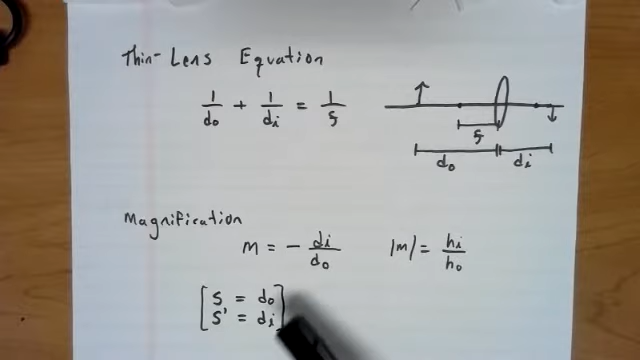 Thin-Lens Equation
1/do + 1/di = 1/f
f
do di
Magnification
m = - di/do |m| = hi/ho
[ S = do
S' = di ]